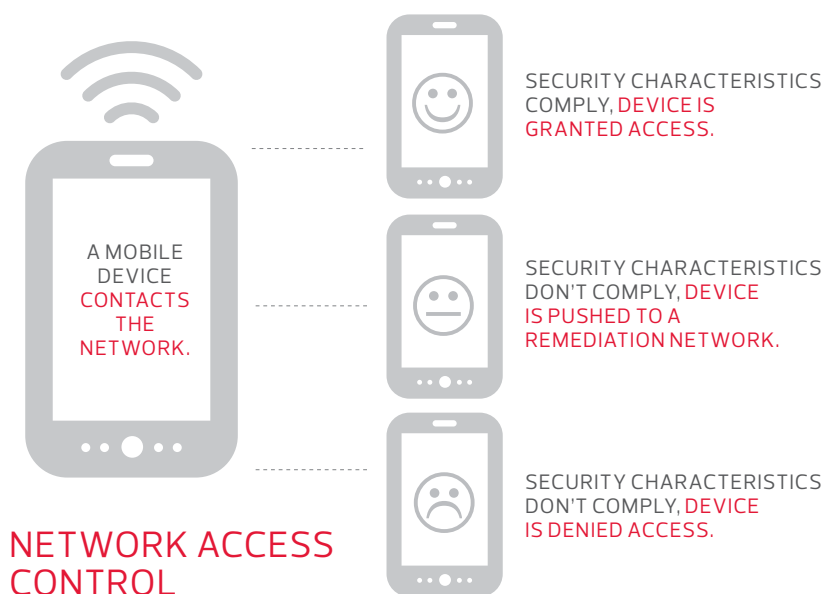 A MOBILE
DEVICE
CONTACTS
THE
NETWORK.
SECURITY CHARACTERISTICS
COMPLY, DEVICE IS
GRANTED ACCESS.
SECURITY CHARACTERISTICS
DON'T COMPLY, DEVICE
IS PUSHED TO A
REMEDIATION NETWORK.
SECURITY CHARACTERISTICS
DON'T COMPLY, DEVICE
IS DENIED ACCESS.
NETWORK ACCESS
CONTROL